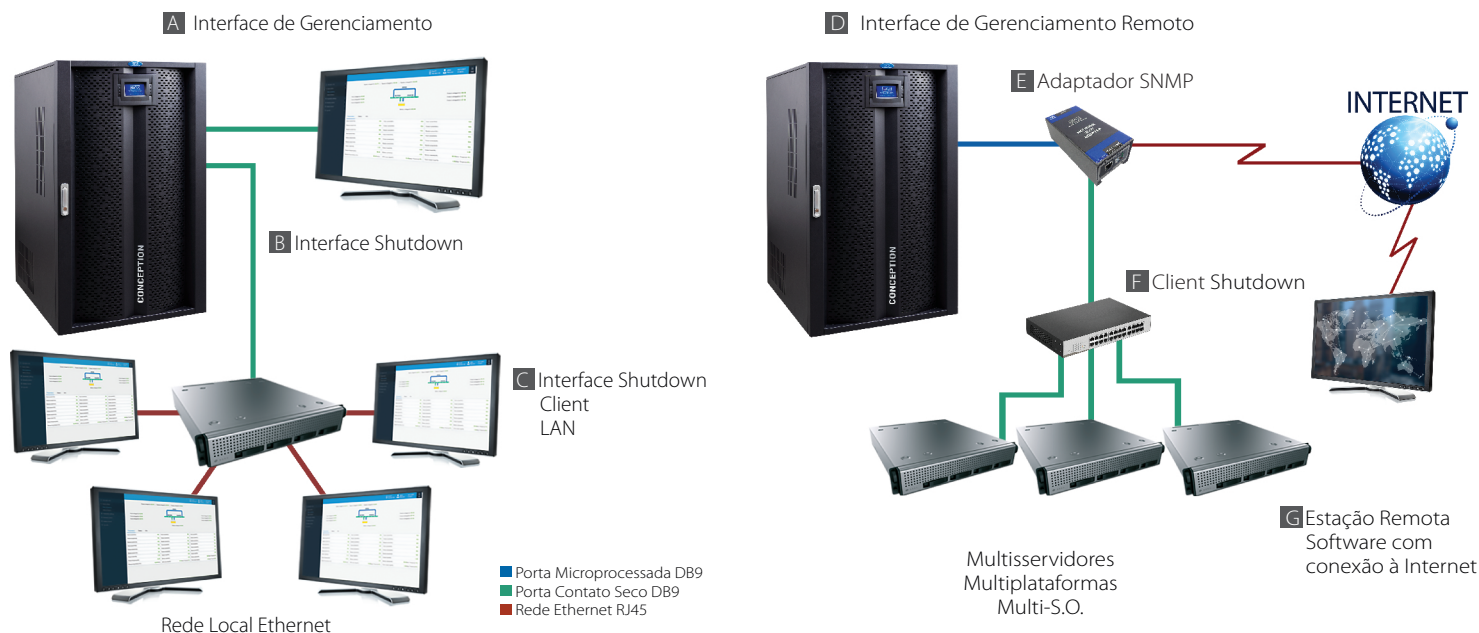 A Interface de Gerenciamento
CONCEPTION
B Interface Shutdown
C Interface Shutdown
Client
LAN
Rede Local Ethernet
Porta Microprocessada DB9
Porta Contato Seco DB9
Rede Ethernet RJ45
D Interface de Gerenciamento Remoto
CONCEPTION
E Adaptador SNMP
INTERNET
F Client Shutdown
Multisservidores
Multiplataformas
Multi-S.O.
G Estação Remota
Software com
conexão à Internet